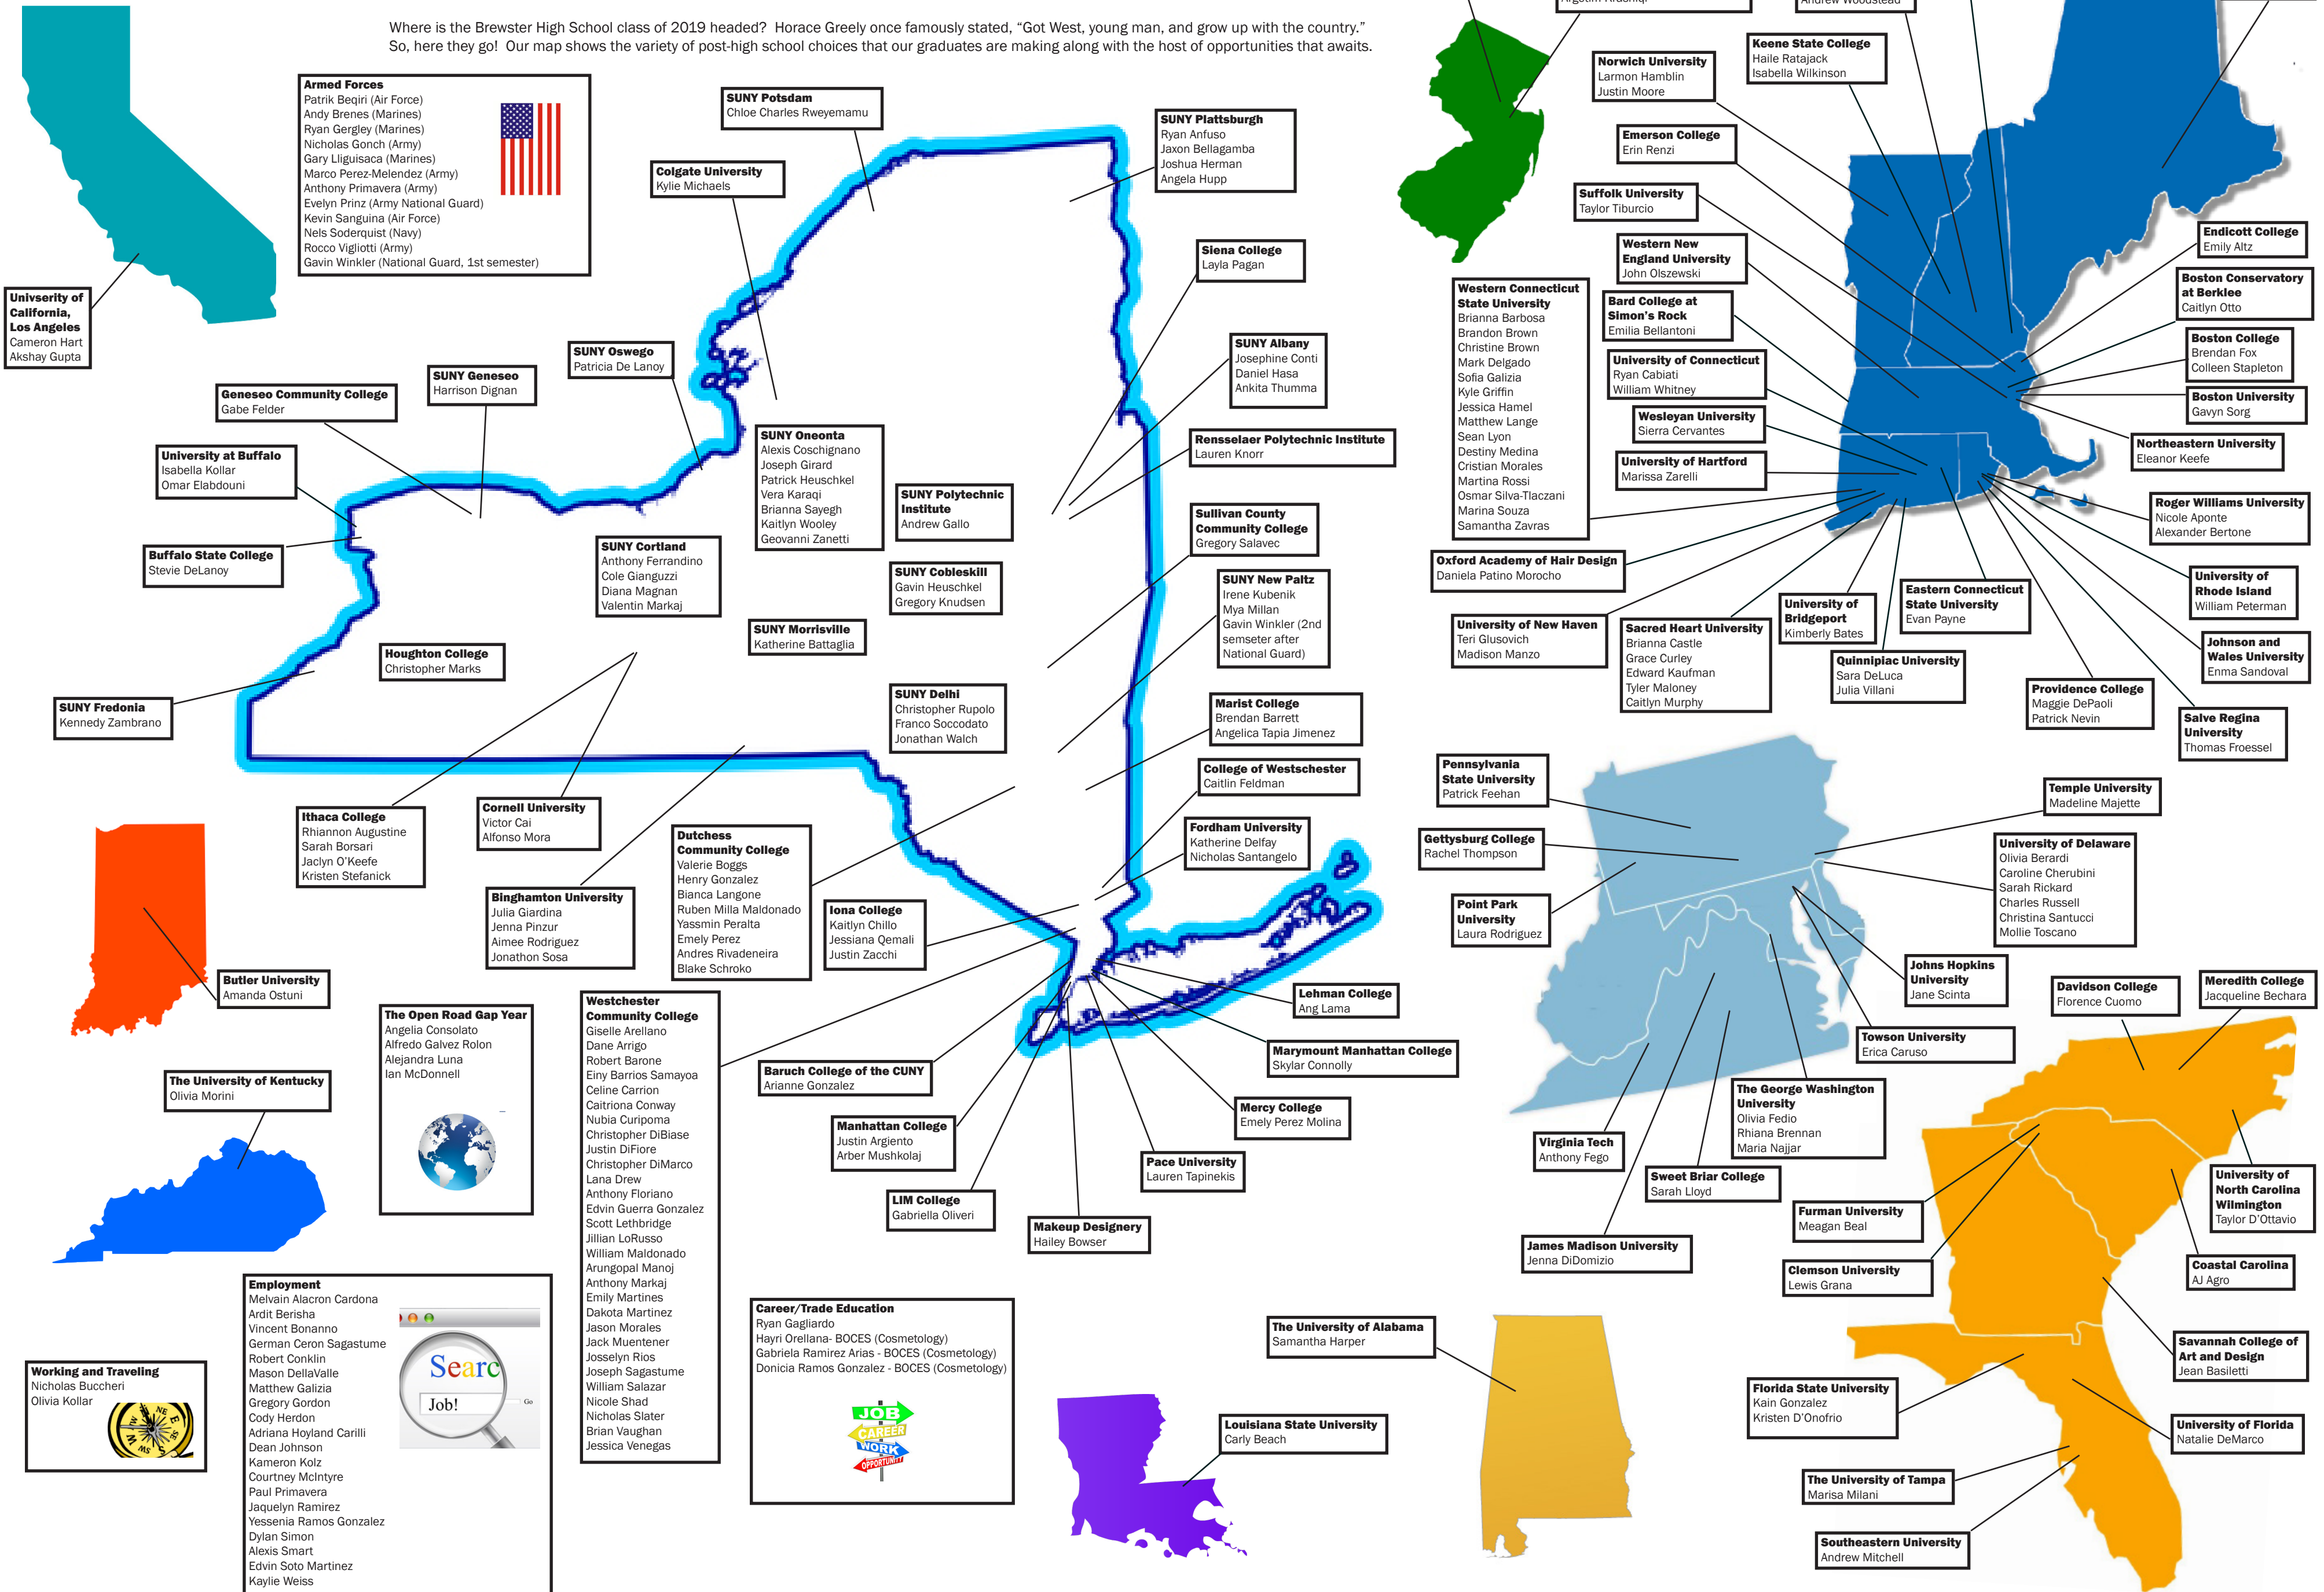 Where is the Brewster High School class of 2019 headed? Horace Greely once famously stated, “Got West, young man, and grow up with the country.”
So, here they go! Our map shows the variety of post-high school choices that our graduates are making along with the host of opportunities that awaits.
Armed Forces
Patrik Beqiri (Air Force)
Andy Brenes (Marines)
Ryan Gergley (Marines)
Nicholas Gonch (Army)
Gary Lliguisaca (Marines)
Marco Perez-Melendez (Army)
Anthony Primavera (Army)
Evelyn Prinz (Army National Guard)
Kevin Sanguina (Air Force)
Nels Soderquist (Navy)
Rocco Vigliotti (Army)
Gavin Winkler (National Guard, 1st semester)
Univserity of
California,
Los Angeles
Cameron Hart
Akshay Gupta
SUNY Potsdam
Chloe Charles Rweyemamu
Colgate University
Kylie Michaels
SUNY Plattsburgh
Ryan Anfuso
Jaxon Bellagamba
Joshua Herman
Angela Hupp
Siena College
Layla Pagan
SUNY Albany
Josephine Conti
Daniel Hasa
Ankita Thumma
Rensselaer Polytechnic Institute
Lauren Knorr
SUNY Oswego
Patricia De Lanoy
SUNY Geneseo
Harrison Dignan
Geneseo Community College
Gabe Felder
University at Buffalo
Isabella Kollar
Omar Elabdouni
Buffalo State College
Stevie DeLanoy
SUNY Oneonta
Alexis Coschignano
Joseph Girard
Patrick Heuschkel
Vera Karaqi
Brianna Sayegh
Kaitlyn Wooley
Geovanni Zanetti
SUNY Polytechnic
Institute
Andrew Gallo
SUNY Cortland
Anthony Ferrandino
Cole Gianguzzi
Diana Magnan
Valentin Markaj
SUNY Cobleskill
Gavin Heuschkel
Gregory Knudsen
SUNY Morrisville
Katherine Battaglia
Sullivan County
Community College
Gregory Salavec
SUNY New Paltz
Irene Kubenik
Mya Millan
Gavin Winkler (2nd
semseter after
National Guard)
Houghton College
Christopher Marks
SUNY Fredonia
Kennedy Zambrano
SUNY Delhi
Christopher Rupolo
Franco Soccodato
Jonathan Walch
Marist College
Brendan Barrett
Angelica Tapia Jimenez
College of Westschester
Caitlin Feldman
Fordham University
Katherine Delfay
Nicholas Santangelo
Ithaca College
Rhiannon Augustine
Sarah Borsari
Jaclyn O’Keefe
Kristen Stefanick
Cornell University
Victor Cai
Alfonso Mora
Binghamton University
Julia Giardina
Jenna Pinzur
Aimee Rodriguez
Jonathon Sosa
Dutchess
Community College
Valerie Boggs
Henry Gonzalez
Bianca Langone
Ruben Milla Maldonado
Yassmin Peralta
Emely Perez
Andres Rivadeneira
Blake Schroko
Iona College
Kaitlyn Chillo
Jessiana Qemali
Justin Zacchi
Butler University
Amanda Ostuni
The Open Road Gap Year
Angelia Consolato
Alfredo Galvez Rolon
Alejandra Luna
Ian McDonnell
The University of Kentucky
Olivia Morini
Westchester
Community College
Giselle Arellano
Dane Arrigo
Robert Barone
Einy Barrios Samayoa
Celine Carrion
Caitriona Conway
Nubia Curipoma
Christopher DiBiase
Justin DiFiore
Christopher DiMarco
Lana Drew
Anthony Floriano
Edvin Guerra Gonzalez
Scott Lethbridge
Jillian LoRusso
William Maldonado
Arungopal Manoj
Anthony Markaj
Emily Martines
Dakota Martinez
Jason Morales
Jack Muentener
Josselyn Rios
Joseph Sagastume
William Salazar
Nicole Shad
Nicholas Slater
Brian Vaughan
Jessica Venegas
Baruch College of the CUNY
Arianne Gonzalez
Manhattan College
Justin Argiento
Arber Mushkolaj
LIM College
Gabriella Oliveri
Makeup Designery
Hailey Bowser
Pace University
Lauren Tapinekis
Mercy College
Emely Perez Molina
Marymount Manhattan College
Skylar Connolly
Lehman College
Ang Lama
Employment
Melvain Alacron Cardona
Ardit Berisha
Vincent Bonanno
German Ceron Sagastume
Robert Conklin
Mason DellaValle
Matthew Galizia
Gregory Gordon
Cody Herdon
Adriana Hoyland Carilli
Dean Johnson
Kameron Kolz
Courtney McIntyre
Paul Primavera
Jaquelyn Ramirez
Yessenia Ramos Gonzalez
Dylan Simon
Alexis Smart
Edvin Soto Martinez
Kaylie Weiss
Searc
Job!
Go
Working and Traveling
Nicholas Buccheri
Olivia Kollar
NE
E
SE
SW
W
Career/Trade Education
Ryan Gagliardo
Hayri Orellana- BOCES (Cosmetology)
Gabriela Ramirez Arias - BOCES (Cosmetology)
Donicia Ramos Gonzalez - BOCES (Cosmetology)
JOB
CAREER
WORK
OPPORTUNITY
Louisiana State University
Carly Beach
The University of Alabama
Samantha Harper
Norwich University
Larmon Hamblin
Justin Moore
Keene State College
Haile Ratajack
Isabella Wilkinson
Emerson College
Erin Renzi
Suffolk University
Taylor Tiburcio
Western New
England University
John Olszewski
Bard College at
Simon’s Rock
Emilia Bellantoni
University of Connecticut
Ryan Cabiati
William Whitney
Wesleyan University
Sierra Cervantes
University of Hartford
Marissa Zarelli
Western Connecticut
State University
Brianna Barbosa
Brandon Brown
Christine Brown
Mark Delgado
Sofia Galizia
Kyle Griffin
Jessica Hamel
Matthew Lange
Sean Lyon
Destiny Medina
Cristian Morales
Martina Rossi
Osmar Silva-Tlaczani
Marina Souza
Samantha Zavras
Oxford Academy of Hair Design
Daniela Patino Morocho
University of New Haven
Teri Glusovich
Madison Manzo
Sacred Heart University
Brianna Castle
Grace Curley
Edward Kaufman
Tyler Maloney
Caitlyn Murphy
University of
Bridgeport
Kimberly Bates
Quinnipiac University
Sara DeLuca
Julia Villani
Eastern Connecticut
State University
Evan Payne
Endicott College
Emily Altz
Boston Conservatory
at Berklee
Caitlyn Otto
Boston College
Brendan Fox
Colleen Stapleton
Boston University
Gavyn Sorg
Northeastern University
Eleanor Keefe
Roger Williams University
Nicole Aponte
Alexander Bertone
University of
Rhode Island
William Peterman
Johnson and
Wales University
Enma Sandoval
Providence College
Maggie DePaoli
Patrick Nevin
Salve Regina
University
Thomas Froessel
Pennsylvania
State University
Patrick Feehan
Gettysburg College
Rachel Thompson
Point Park
University
Laura Rodriguez
Temple University
Madeline Majette
University of Delaware
Olivia Berardi
Caroline Cherubini
Sarah Rickard
Charles Russell
Christina Santucci
Mollie Toscano
Johns Hopkins
University
Jane Scinta
Towson University
Erica Caruso
The George Washington
University
Olivia Fedio
Rhiana Brennan
Maria Najjar
Virginia Tech
Anthony Fego
Sweet Briar College
Sarah Lloyd
James Madison University
Jenna DiDomizio
Davidson College
Florence Cuomo
Meredith College
Jacqueline Bechara
University of
North Carolina
Wilmington
Taylor D’Ottavio
Furman University
Meagan Beal
Clemson University
Lewis Grana
Coastal Carolina
AJ Agro
Savannah College of
Art and Design
Jean Basiletti
Florida State University
Kain Gonzalez
Kristen D’Onofrio
University of Florida
Natalie DeMarco
The University of Tampa
Marisa Milani
Southeastern University
Andrew Mitchell